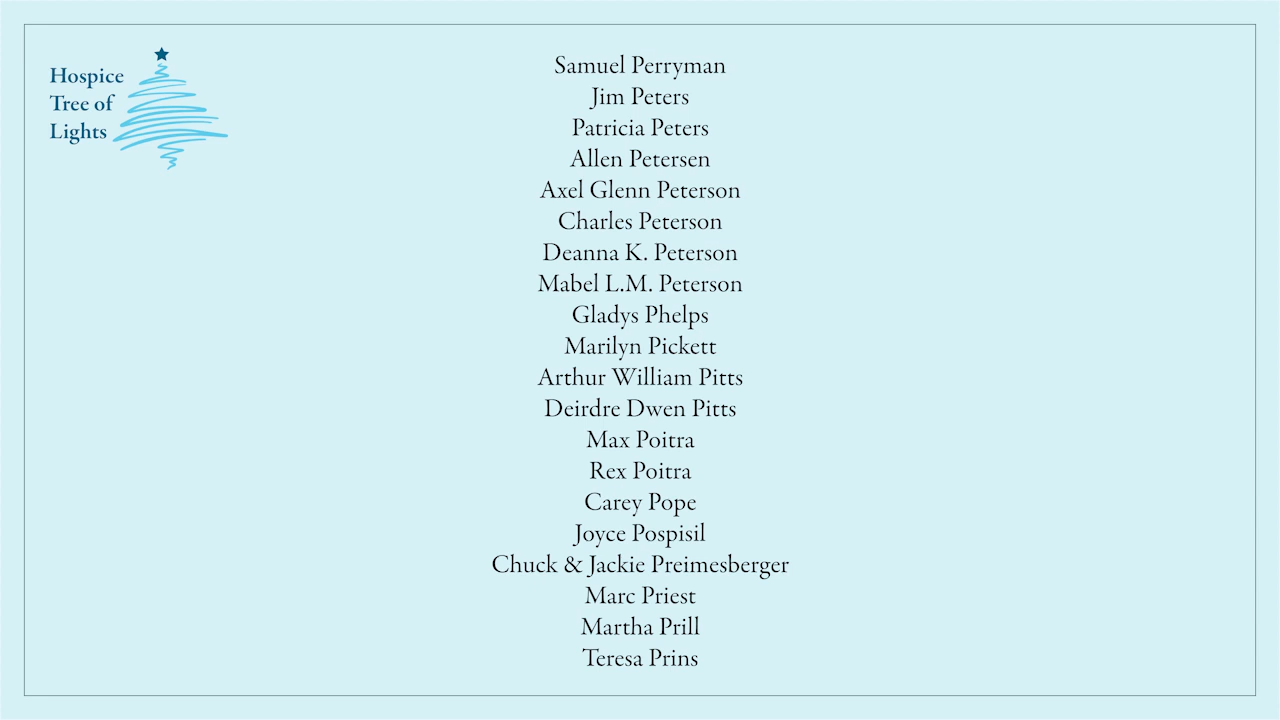 Hospice
Tree of
Lights
Samuel Perryman
Jim Peters
Patricia Peters
Allen Petersen
Axel Glenn Peterson
Charles Peterson
Deanna K. Peterson
Mabel L.M. Peterson
Gladys Phelps
Marilyn Pickett
Arthur William Pitts
Deirdre Dwen Pitts
Max Poitra
Rex Poitra
Carey Pope
Joyce Pospisil
Chuck & Jackie Preimesberger
Marc Priest
Martha Prill
Teresa Prins